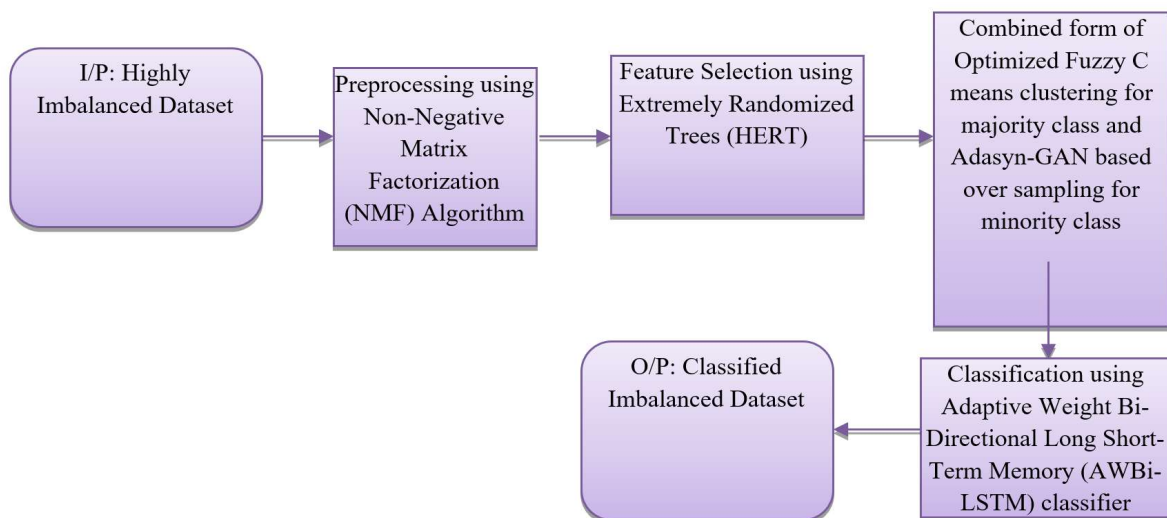 I/P: Highly
Imbalanced Dataset
Preprocessing using
Non-Negative
Matrix
Factorization
(NMF) Algorithm
Feature Selection using
Extremely Randomized
Trees (HERT)
Combined form of
Optimized Fuzzy C
means clustering for
majority class and
Adasyn-GAN based
over sampling for
minority class
Classification using
Adaptive Weight Bi-
Directional Long Short-
Term Memory (AWBi-
LSTM) classifier
O/P: Classified
Imbalanced Dataset